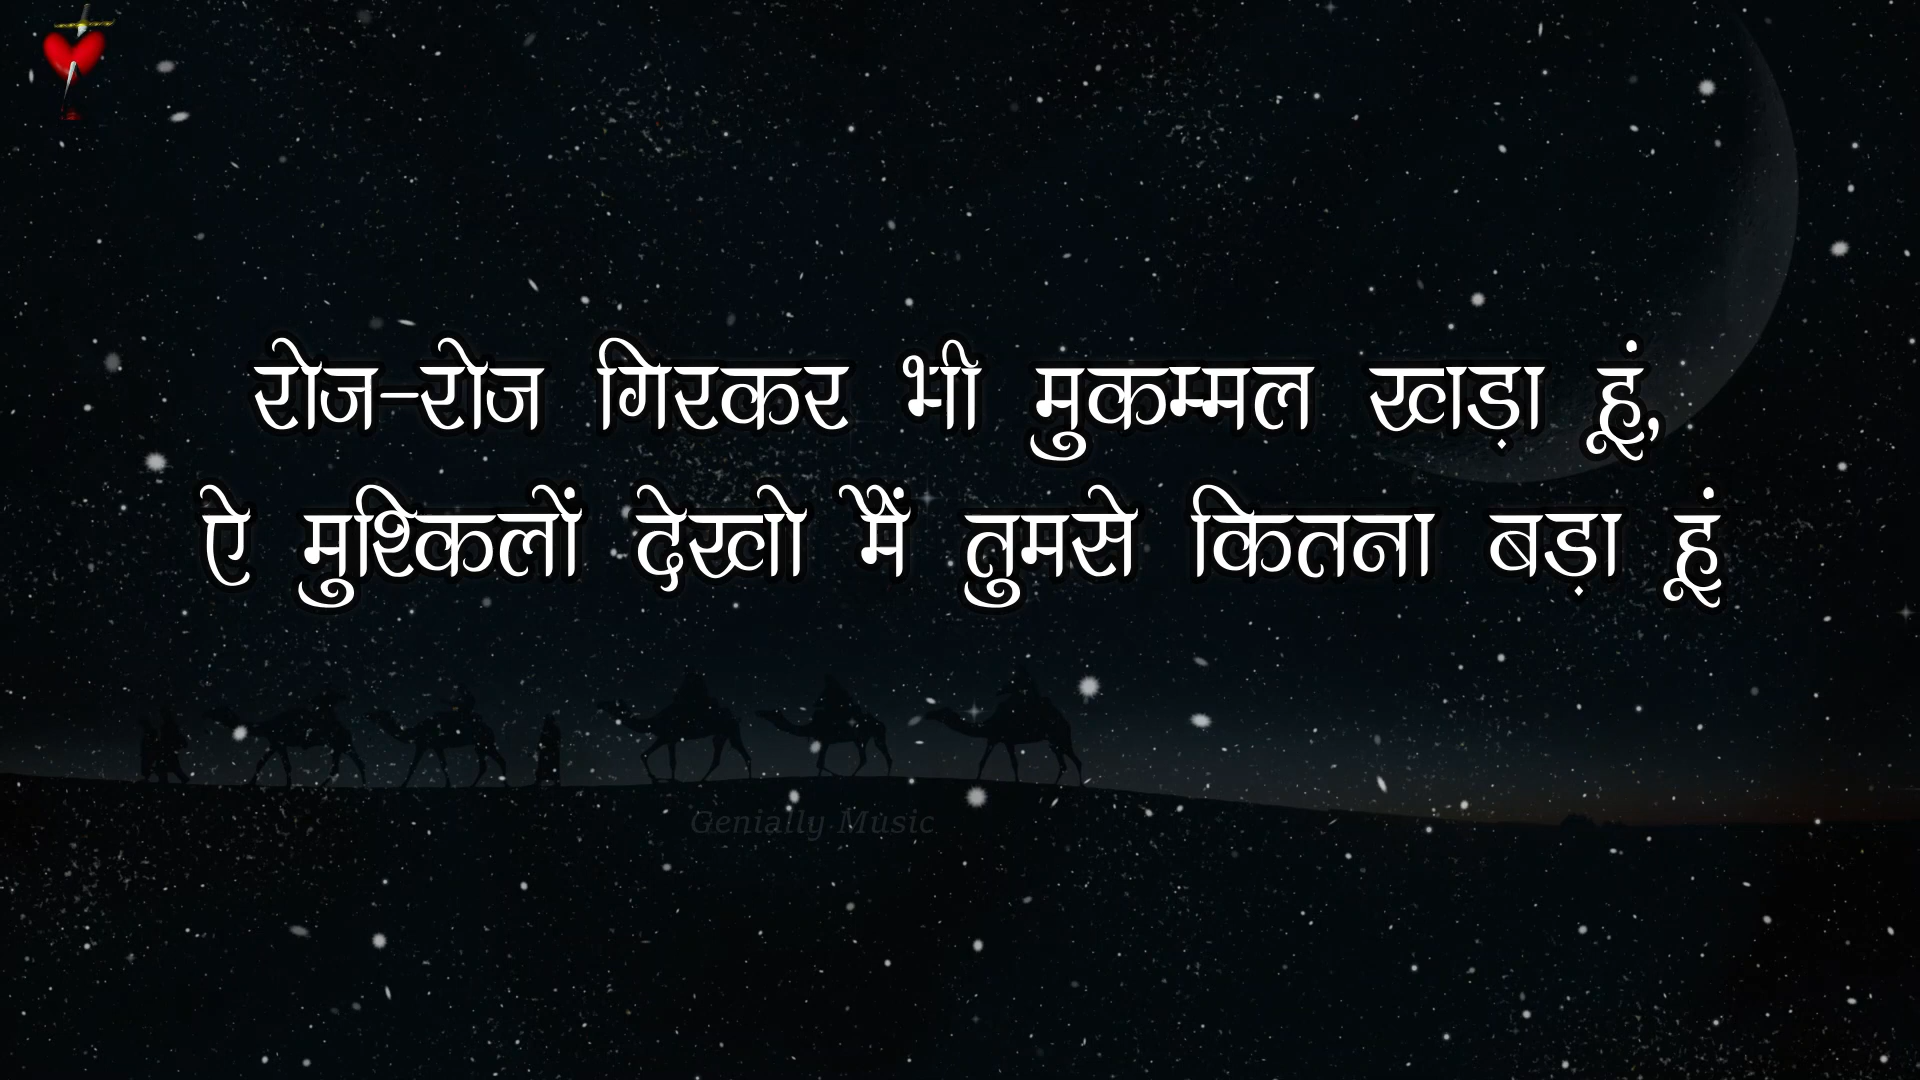 रोज-रोज गिरकर भी मुकम्मल खड़ा हूं,
ऐ मुश्किलों देखो मैं तुमसे कितना बड़ा हूं
Genially Music